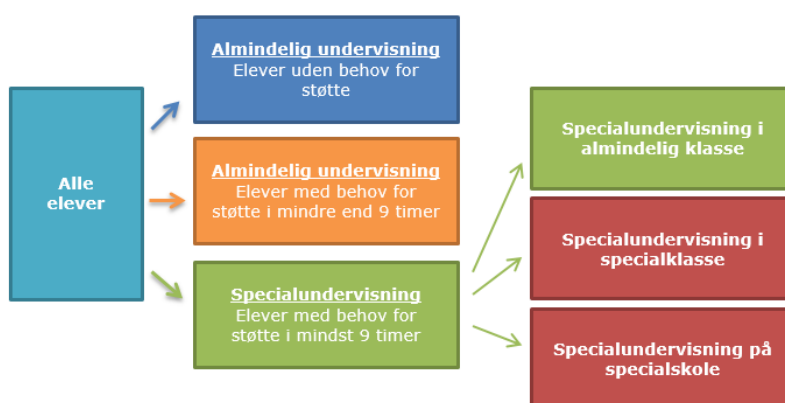 Alle
elever
Almindelig undervisning
Elever uden behov for
støtte
Almindelig undervisning
Elever med behov for
støtte i mindre end 9 timer
Specialundervisning
Elever med behov for
støtte i mindst 9 timer
Specialundervisning i
almindelig klasse
Specialundervisning i
specialklasse
Specialundervisning på
specialskole